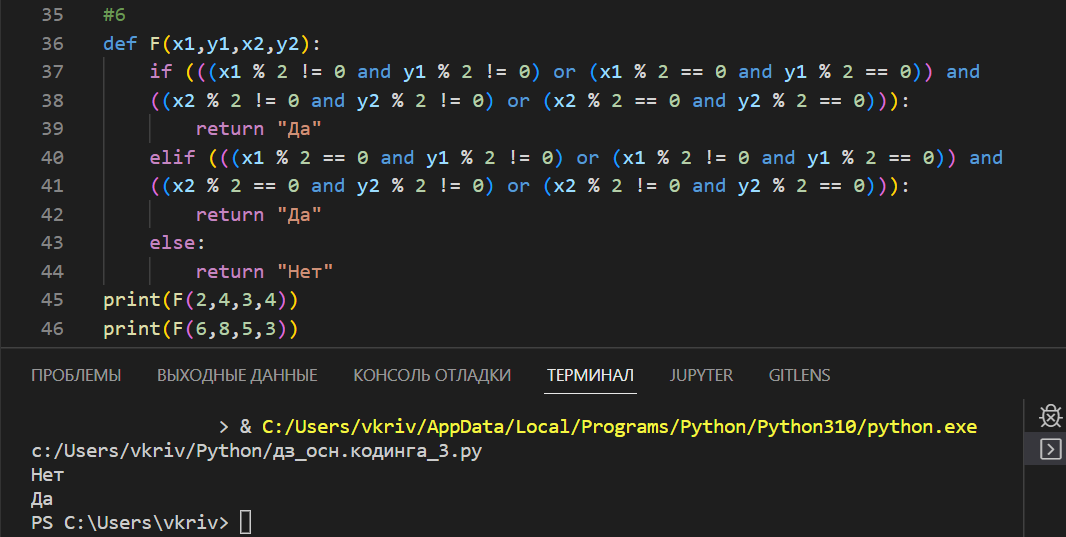 35 #6
36 def F(x1,y1,x2,y2):
37     if (((x1 % 2 != 0 and y1 % 2 != 0) or (x1 % 2 == 0 and y1 % 2 == 0)) and
38     ((x2 % 2 != 0 and y2 % 2 != 0) or (x2 % 2 == 0 and y2 % 2 == 0))):
39         return "Да"
40     elif (((x1 % 2 == 0 and y1 % 2 != 0) or (x1 % 2 != 0 and y1 % 2 == 0)) and
41     ((x2 % 2 == 0 and y2 % 2 != 0) or (x2 % 2 != 0 and y2 % 2 == 0))):
42         return "Да"
43     else:
44         return "Нет"
45 print(F(2,4,3,4))
46 print(F(6,8,5,3))
ПРОБЛЕМЫ ВЫХОДНЫЕ ДАННЫЕ КОНСОЛЬ ОТЛАДКИ ТЕРМИНАЛ JUPYTER GITLENS
> & C:/Users/vkriv/AppData/Local/Programs/Python/Python310/python.exe
c:/Users/vkriv/Python/дз_осн.кодинга_3.py
Нет
Да
PS C:\Users\vkriv>